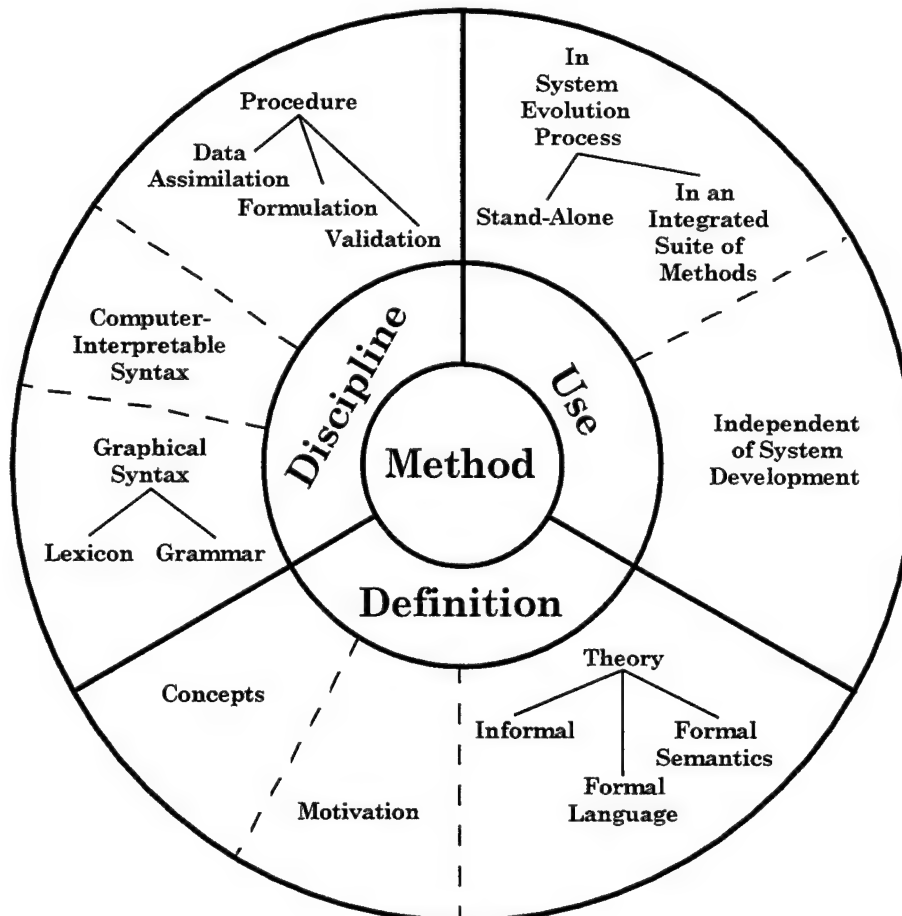 Procedure
Data
Assimilation
Formulation
Validation
In
System
Evolution
Process
Stand-Alone
In an
Integrated
Suite of
Methods
Computer-
Interpretable
Syntax
Graphical
Syntax
Lexicon
Grammar
Discipline
Use
Method
Definition
Independent
of System
Development
Concepts
Motivation
Theory
Informal
Formal
Language
Formal
Semantics